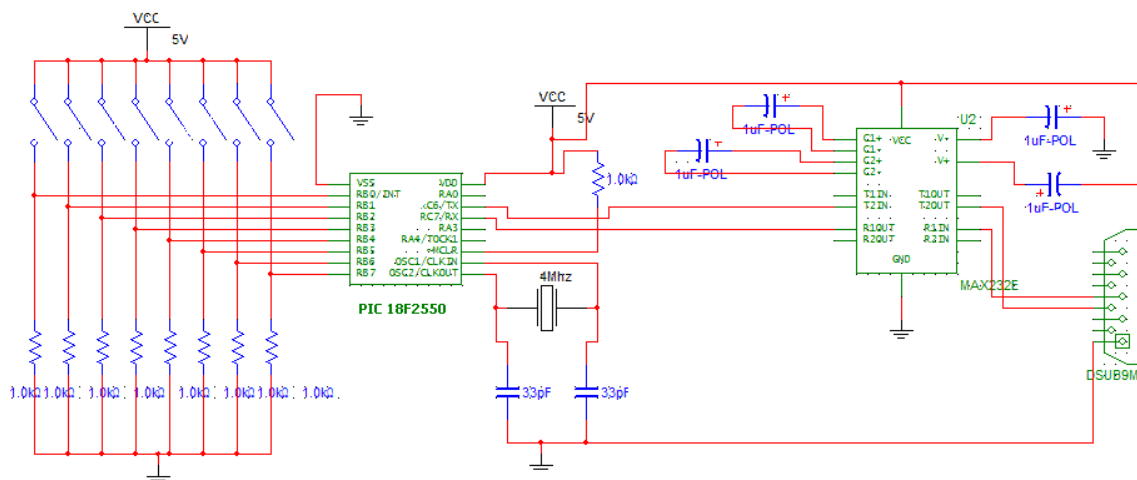 VCC
5V
VCC
5V
1uF-POL
1uF-POL
1.0kΩ
VSS VDD
RB0/INT RA0
RB1 C6/TX
RB2 RC7/RX
RB3 RA3
RB4 RA4/TOCK1
RB5 MCLR
RB6 OSC1/CLKIN
RB7 OSC2/CLKOUT
PIC 18F2550
4Mhz
33pF 33pF
1.0kΩ 1.0kΩ 1.0kΩ 1.0kΩ 1.0kΩ 1.0kΩ 1.0kΩ 1.0kΩ
U2
VCC
C1+ V+
C1-
C2+ V+
C2-
T1IN T1OUT
T2IN T2OUT
R1OUT R1IN
R2OUT R2IN
GND
MAX232E
1uF-POL
1uF-POL
DSUB9M